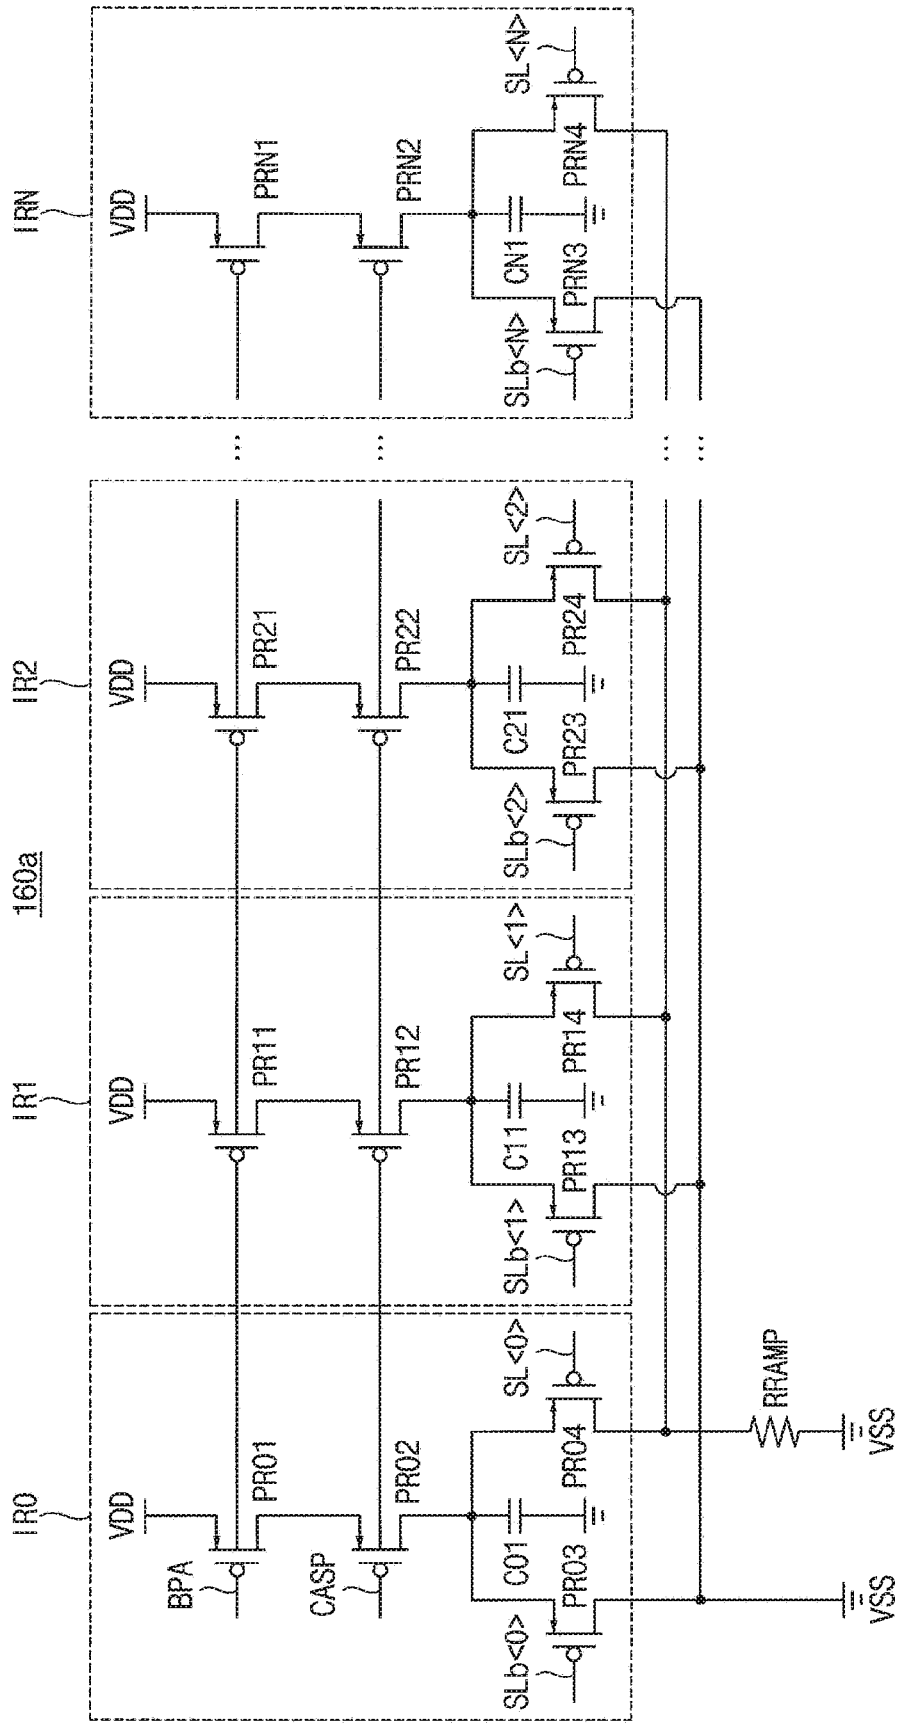 IR0
IR1
160a
IR2
IRN
VDD
VDD
VDD
VDD
BPA
PR01
PR11
PR21
PRN1
CASP
PR02
PR12
PR22
PRN2
SLb<0>
C01
SL<0>
SLb<1>
C11
SL<1>
SLb<2>
C21
SL<2>
SLb<N>
CN1
SL<N>
PR03
PR04
PR13
PR14
PR23
PR24
PRN3
PRN4
RRAMP
VSS
VSS